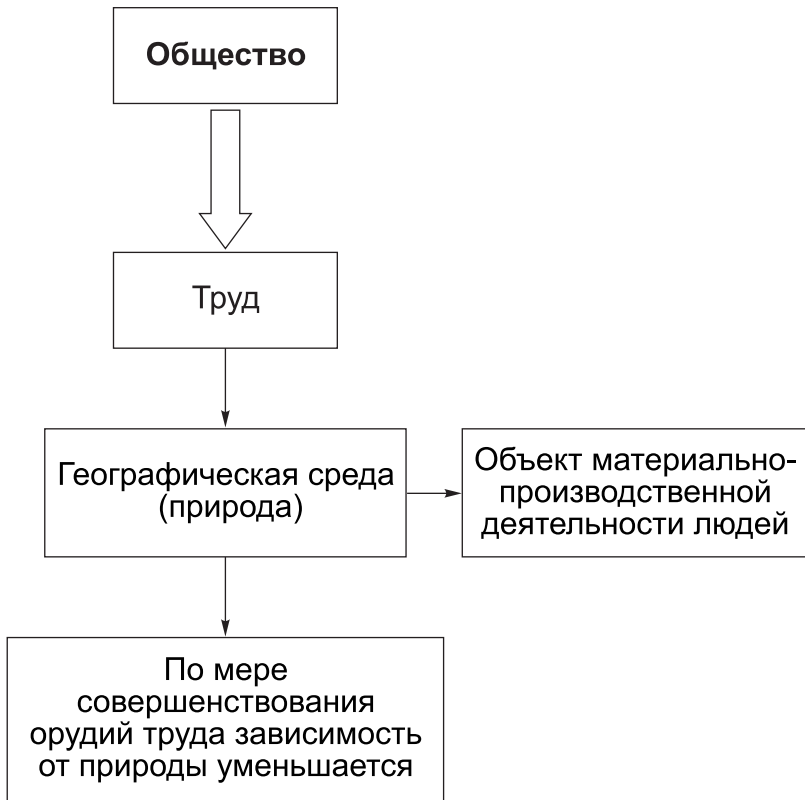 Общество
Труд
Географическая среда
(природа)
Объект материально-
производственной
деятельности людей
По мере
совершенствования
орудий труда зависимость
от природы уменьшается